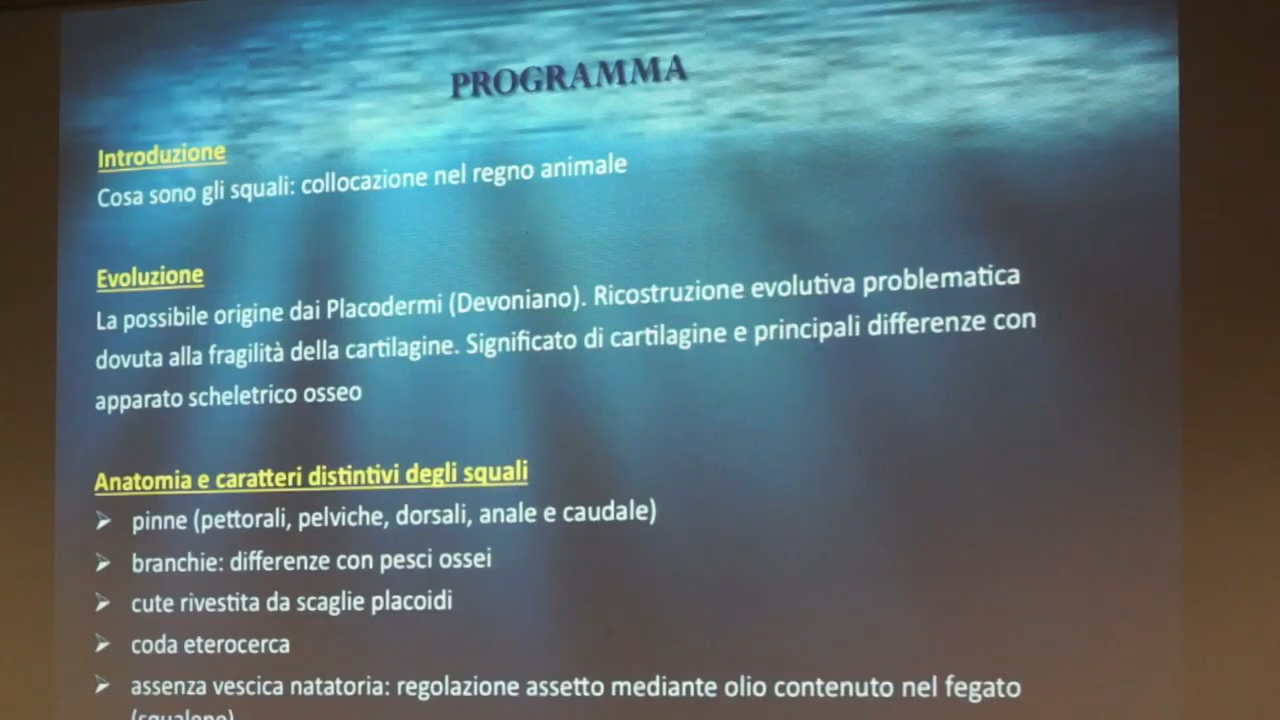 PROGRAMMA
Introduzione
Cosa sono gli squali: collocazione nel regno animale
Evoluzione
La possibile origine dai Placodermi (Devoniano). Ricostruzione evolutiva problematica
dovuta alla fragilità della cartilagine. Significato di cartilagine e principali differenze con
apparato scheletrico osseo
Anatomia e caratteri distintivi degli squali
➢ pinne (pettorali, pelviche, dorsali, anale e caudale)
➢ branchie: differenze con pesci ossei
➢ cute rivestita da scaglie placoidi
➢ coda eterocerca
➢ assenza vescica natatoria: regolazione assetto mediante olio contenuto nel fegato
(squalene)